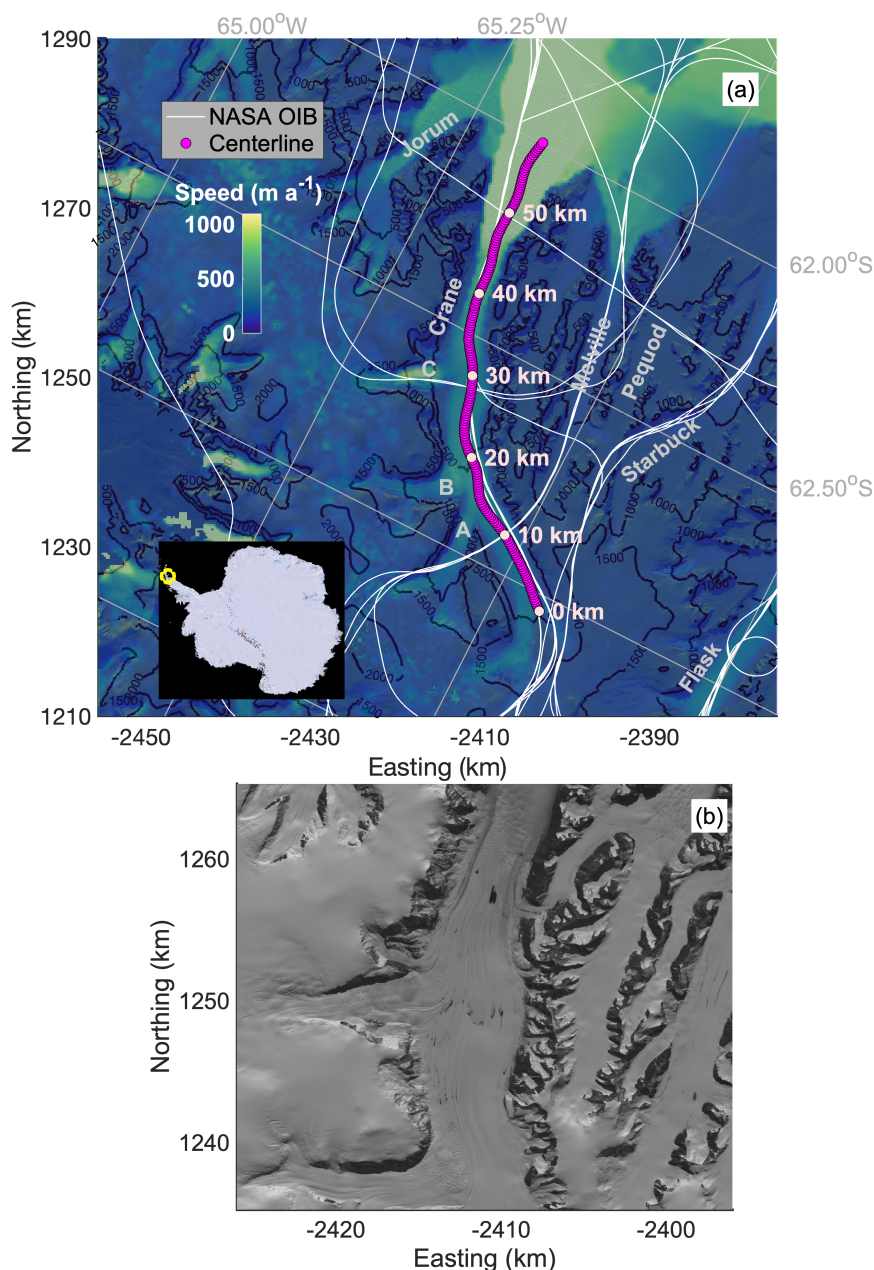 65.00°W
65.25°W
1290
(a)
NASA OIB
Centerline
Jorum
Speed (m a⁻¹)
1000
500
0
1270
50 km
62.00°S
40 km
Crane
Northing (km)
C
30 km
Melville
Pequod
1250
20 km
Starbuck
B
62.50°S
A
10 km
1230
0 km
Flask
1210
-2450
-2430
-2410
-2390
Easting (km)
(b)
1260
Northing (km)
1250
1240
-2420
-2410
-2400
Easting (km)